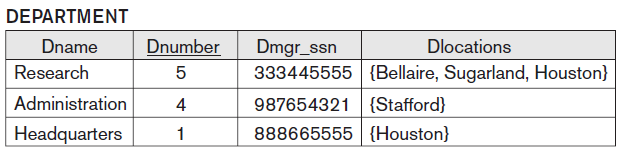 DEPARTMENT
Dname Dnumber Dmgr_ssn Dlocations
Research 5 333445555 {Bellaire, Sugarland, Houston}
Administration 4 987654321 {Stafford}
Headquarters 1 888665555 {Houston}